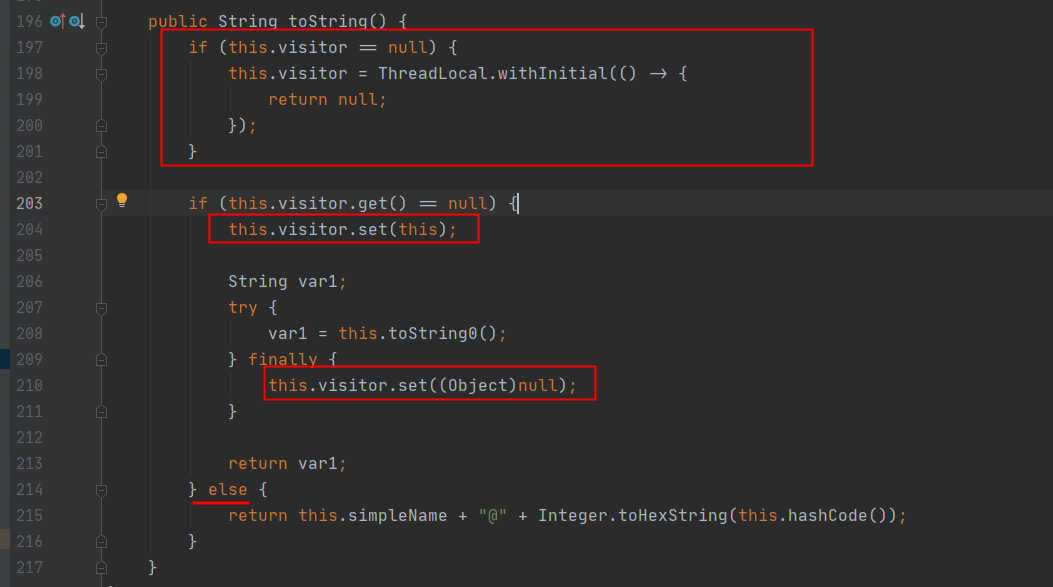 196 public String toString() {
197 if (this.visitor == null) {
198 this.visitor = ThreadLocal.withInitial(() -> {
199 return null;
200 });
201 }
202
203 if (this.visitor.get() == null) {
204 this.visitor.set(this);
205
206 String var1;
207 try {
208 var1 = this.toString0();
209 } finally {
210 this.visitor.set((Object)null);
211 }
212
213 return var1;
214 } else {
215 return this.simpleName + "@" + Integer.toHexString(this.hashCode());
216 }
217 }